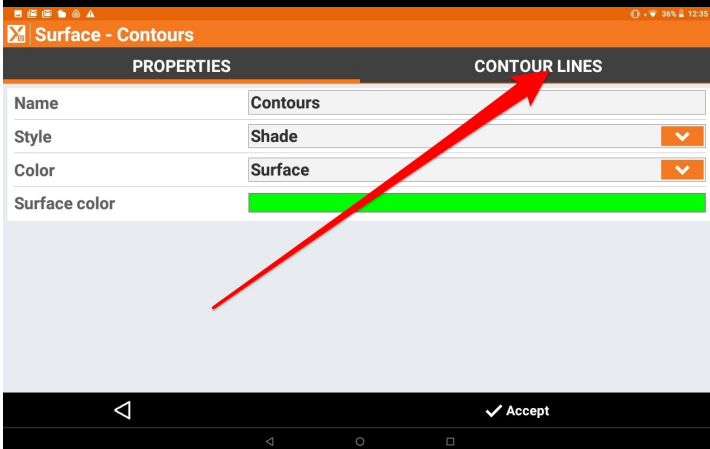 36% 12:35
Surface - Contours
PROPERTIES CONTOUR LINES
Name Contours
Style Shade
Color Surface
Surface color
Accept